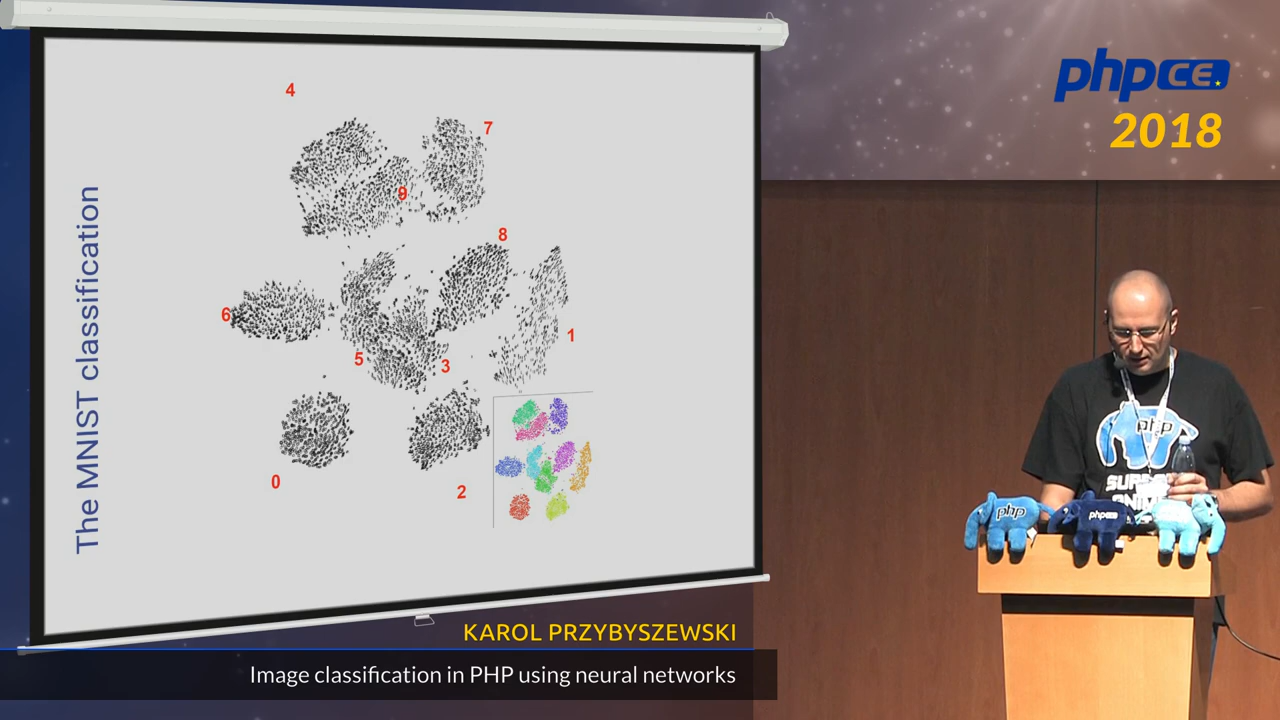 The MNIST classification
4
7
9
8
6
1
5
3
0
2
phpCE
2018
php
phpce
php
KAROL PRZYBYSZEWSKI
Image classification in PHP using neural networks